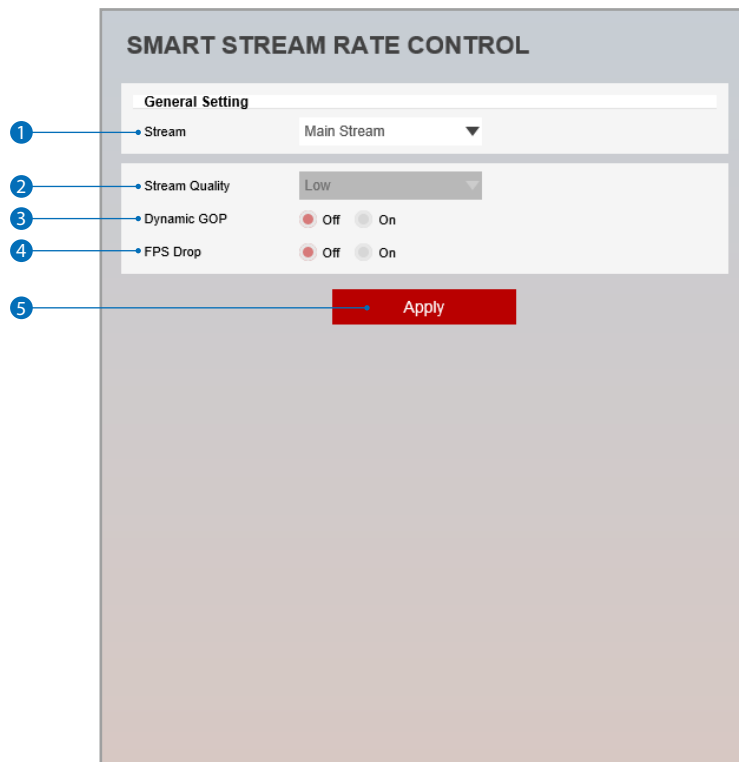 SMART STREAM RATE CONTROL
General Setting
1 Stream Main Stream
2 Stream Quality Low
3 Dynamic GOP Off On
4 FPS Drop Off On
5 Apply